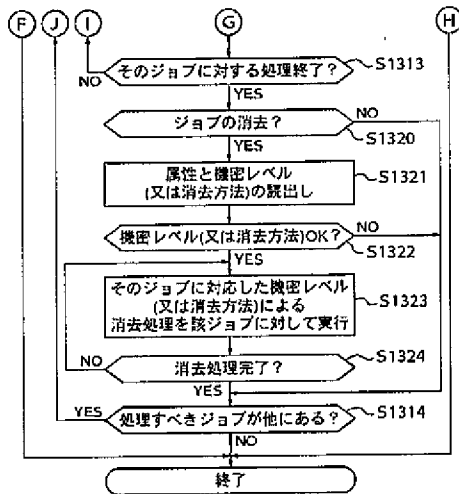 F J I G H
そのジョブに対する処理終了?
S1313
NO
YES
ジョブの消去?
NO
S1320
YES
属性と機密レベル
(又は消去方法)の読出し
S1321
機密レベル(又は消去方法)OK?
NO
S1322
YES
そのジョブに対応した機密レベル
(又は消去方法)による
消去処理を該ジョブに対して実行
S1323
NO
消去処理完了?
S1324
YES
YES
処理すべきジョブが他にある?
S1314
NO
終了